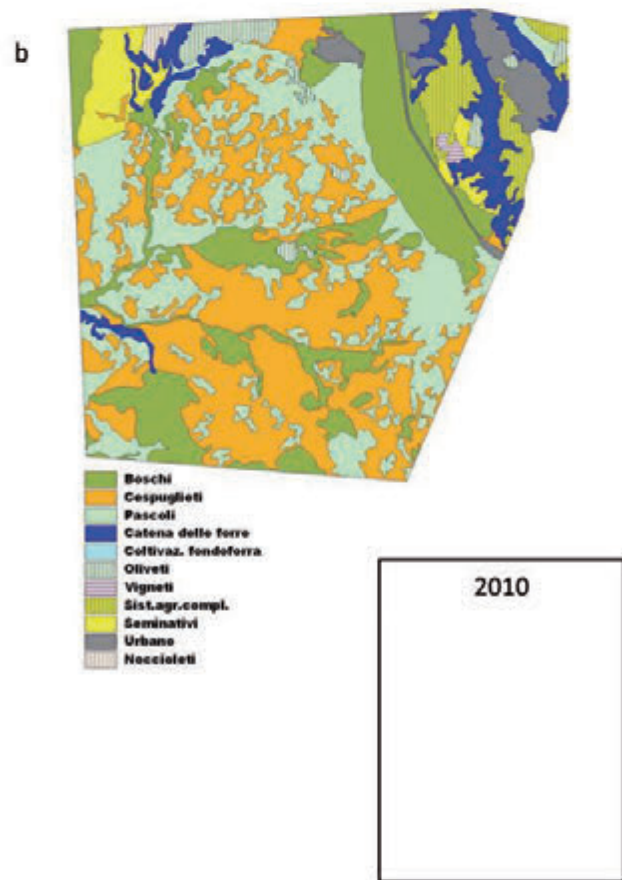 b
Boschi
Cespuglieti
Pascoli
Catena delle forre
Coltivaz. fondoforra
Oliveti
Vigneti
Sist.agr.compl.
Seminativi
Urbano
Noccioleti
2010